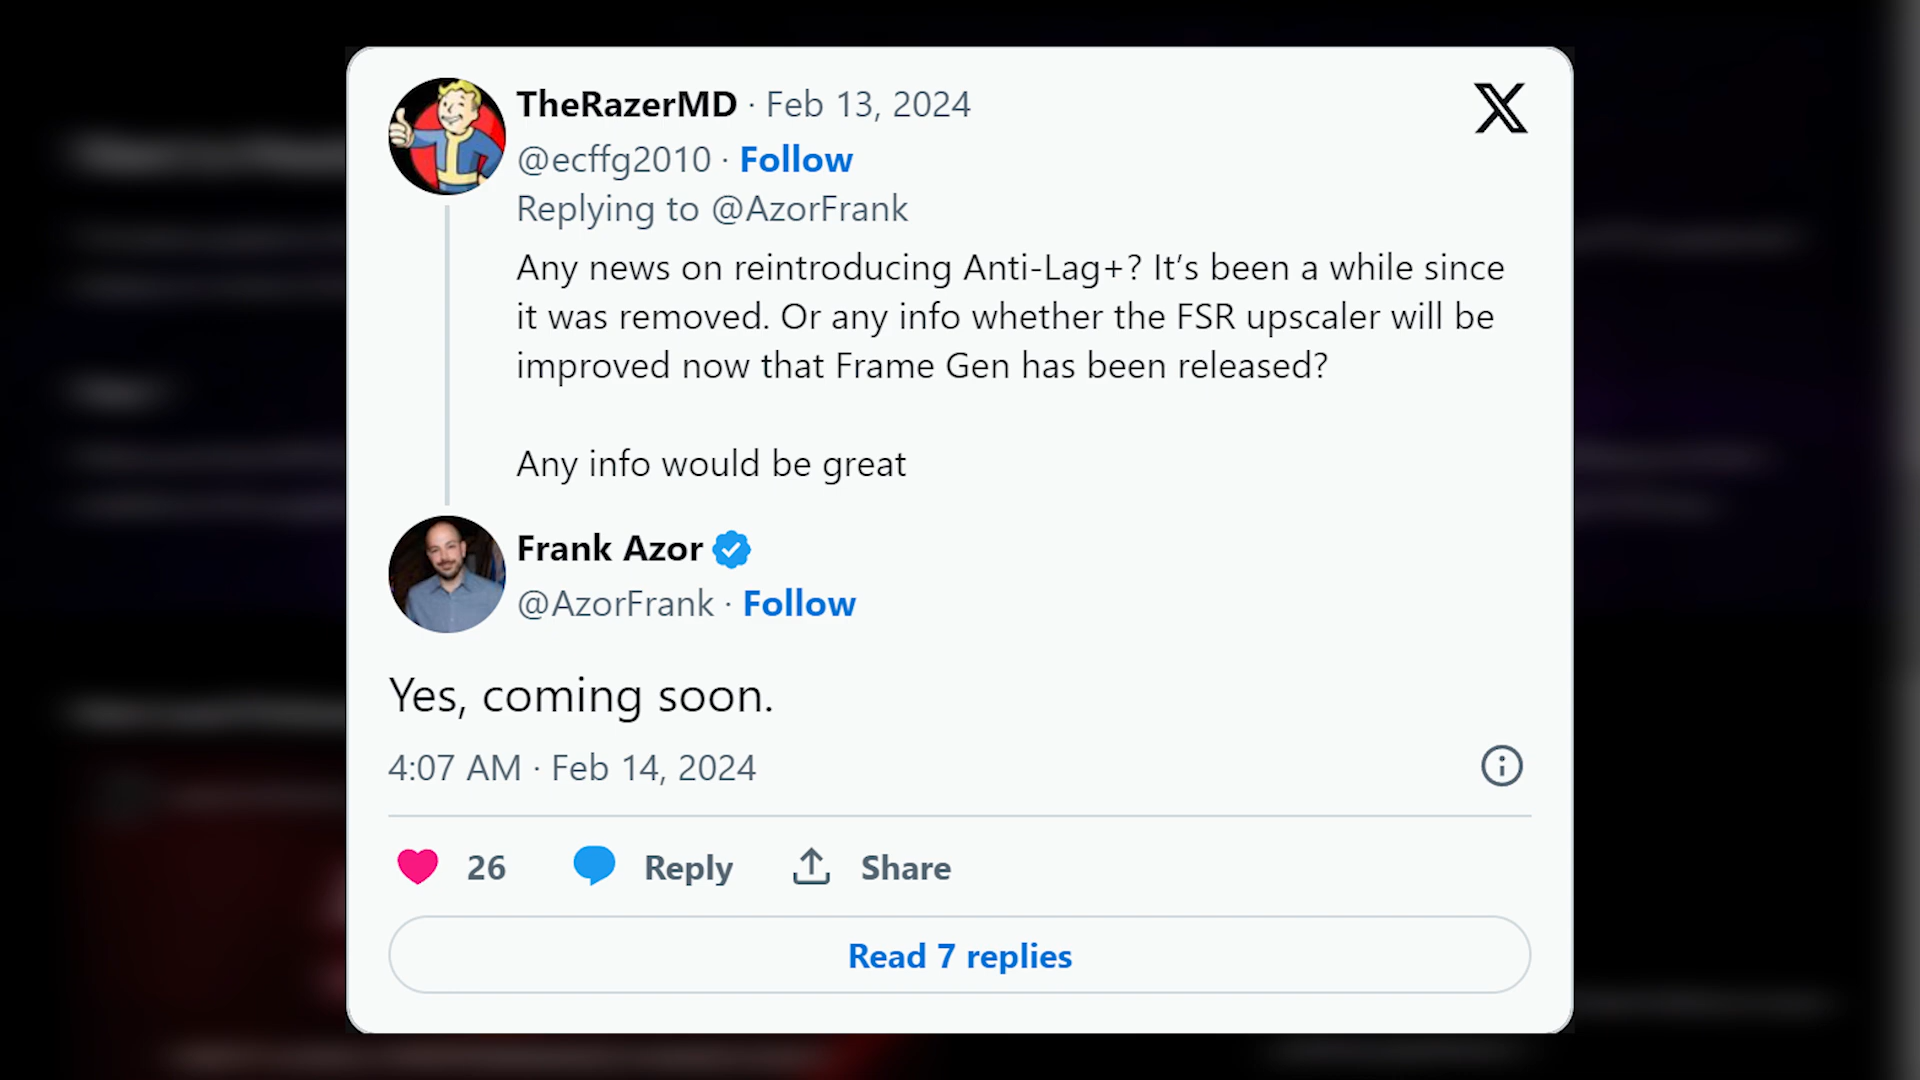 TheRazerMD · Feb 13, 2024
@ecffg2010 · Follow
Replying to @AzorFrank
Any news on reintroducing Anti-Lag+? It’s been a while since
it was removed. Or any info whether the FSR upscaler will be
improved now that Frame Gen has been released?
Any info would be great
Frank Azor
@AzorFrank · Follow
Yes, coming soon.
4:07 AM · Feb 14, 2024
26 Reply Share
Read 7 replies